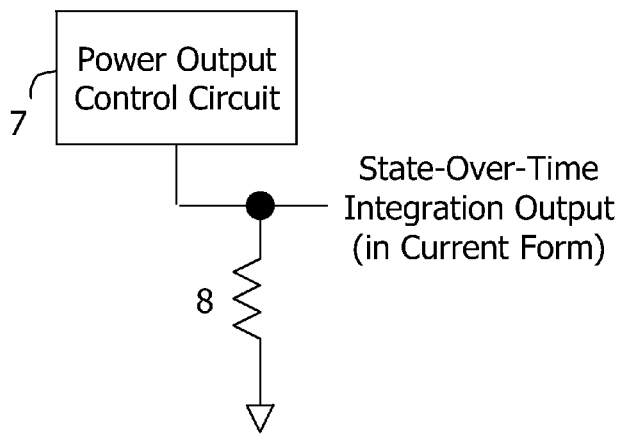 Power Output
Control Circuit
7
State-Over-Time
Integration Output
(in Current Form)
8